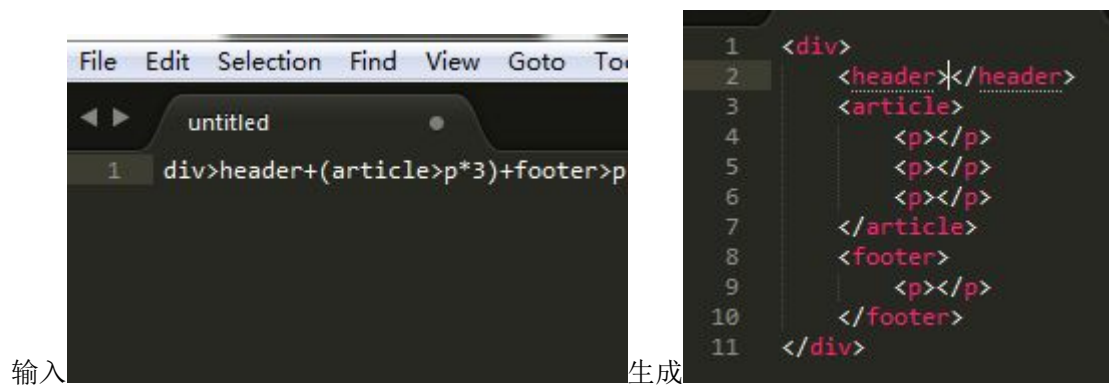 File Edit Selection Find View Goto
untitled
1 div>header+(article>p*3)+footer>p
输入
生成
1 <div>
2 <header></header>
3 <article>
4 <p></p>
5 <p></p>
6 <p></p>
7 </article>
8 <footer>
9 <p></p>
10 </footer>
11 </div>